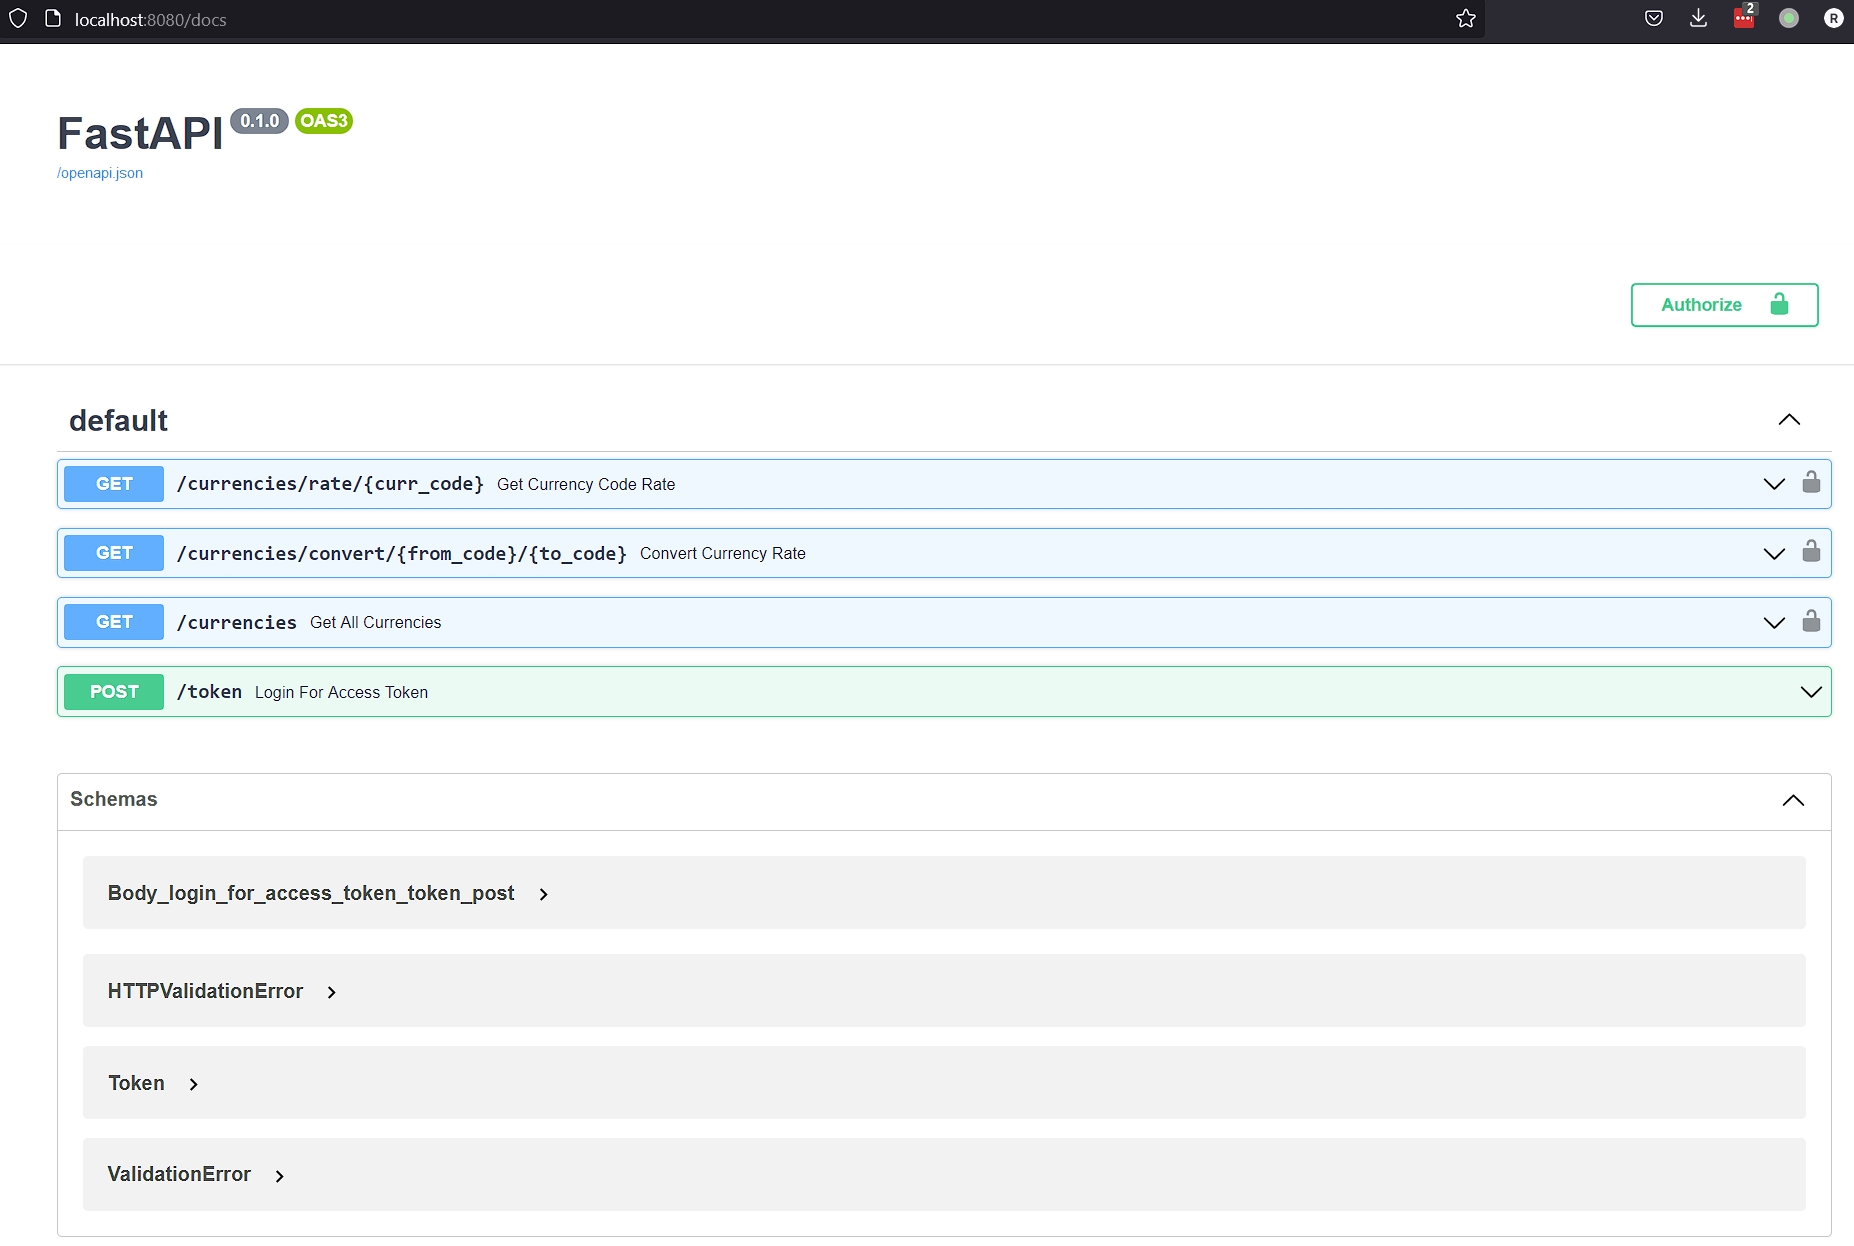 localhost:8080/docs
2
R
FastAPI 0.1.0 OAS3
/openapi.json
Authorize
default
GET /currencies/rate/{curr_code} Get Currency Code Rate
GET /currencies/convert/{from_code}/{to_code} Convert Currency Rate
GET /currencies Get All Currencies
POST /token Login For Access Token
Schemas
Body_login_for_access_token_token_post
HTTPValidationError
Token
ValidationError